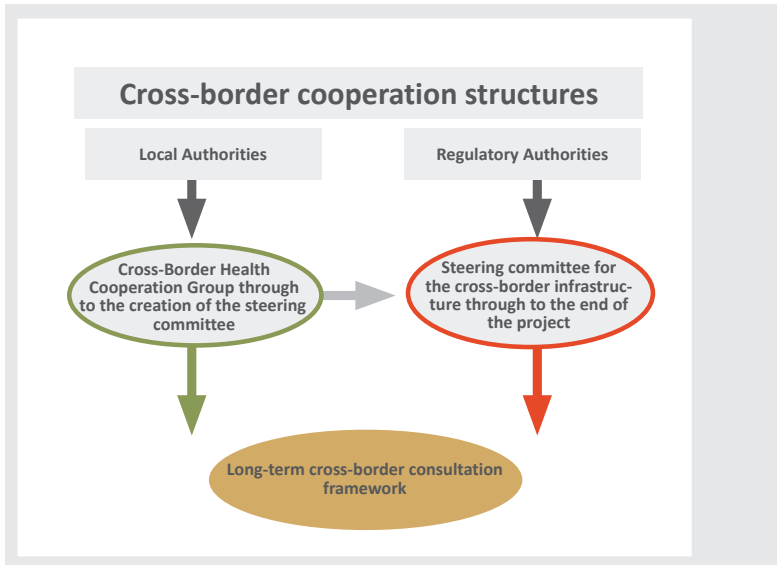 Cross-border cooperation structures
Local Authorities
Regulatory Authorities
Cross-Border Health
Cooperation Group through
to the creation of the steering
committee
Steering committee for
the cross-border infrastruc-
ture through to the end of
the project
Long-term cross-border consultation
framework